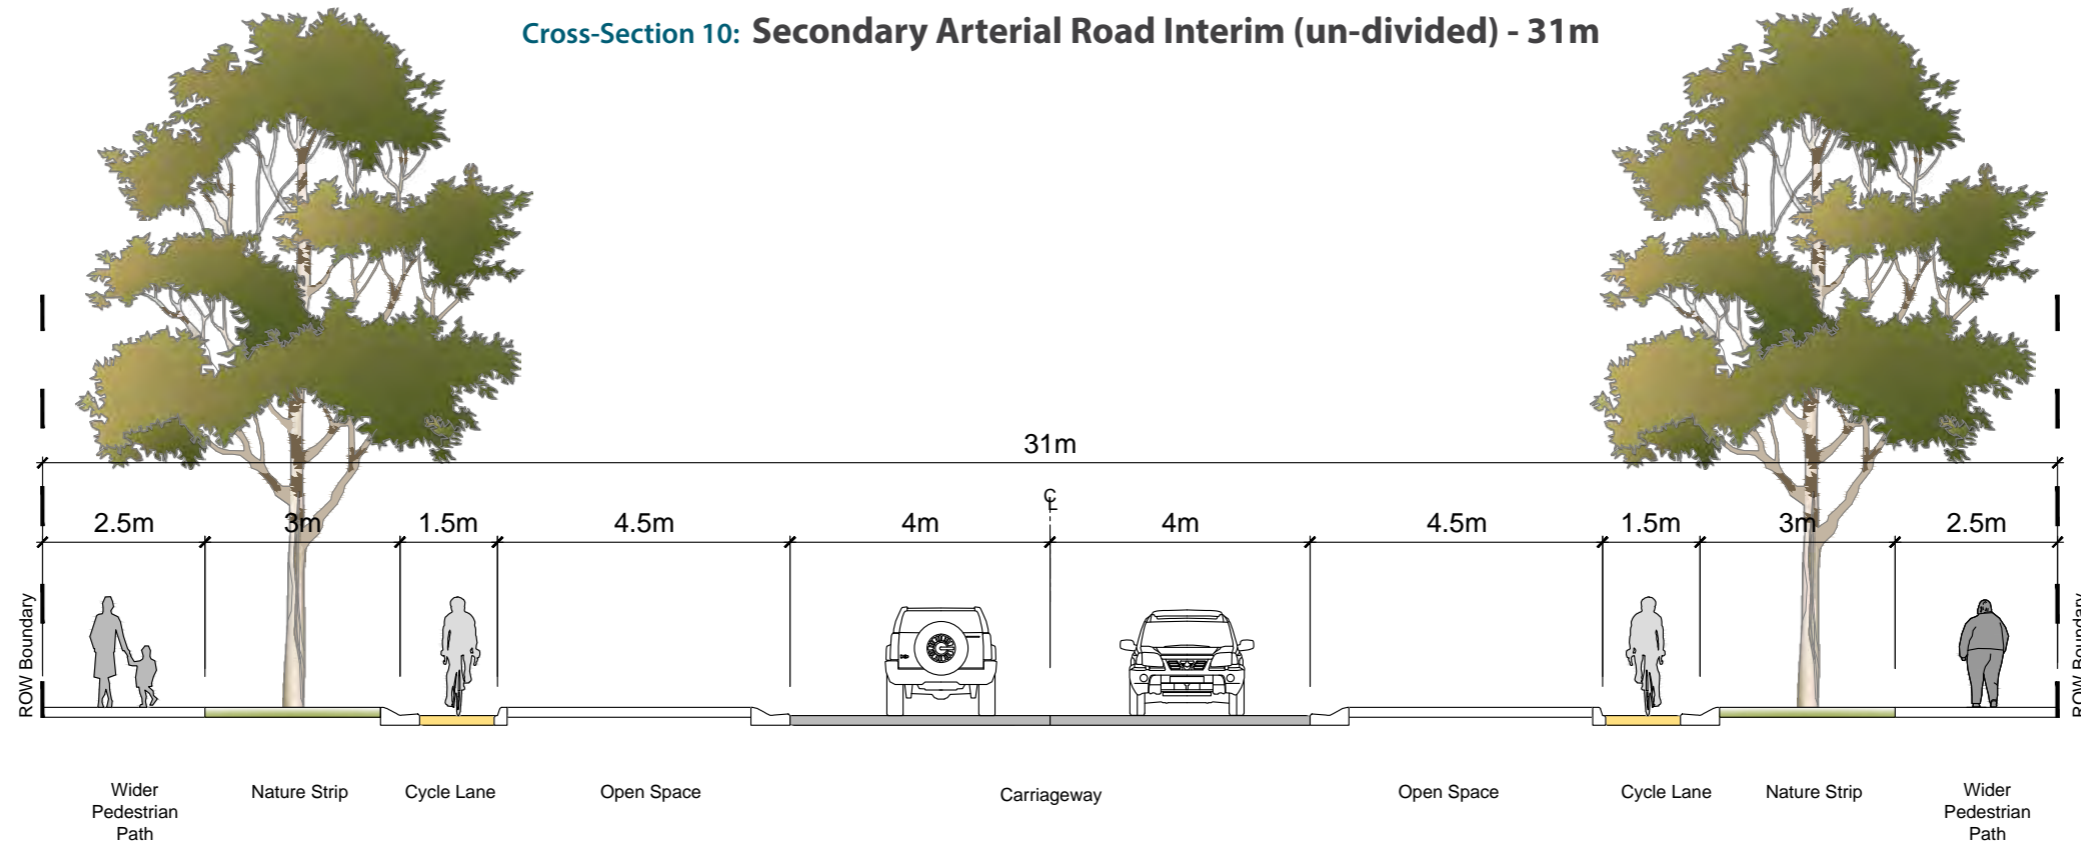 Cross-Section 10: Secondary Arterial Road Interim (un-divided) - 31m
31m
℄
2.5m 3m 1.5m 4.5m 4m 4m 4.5m 1.5m 3m 2.5m
ROW Boundary
ROW Boundary
Wider
Pedestrian
Path
Nature Strip
Cycle Lane
Open Space
Carriageway
Open Space
Cycle Lane
Nature Strip
Wider
Pedestrian
Path